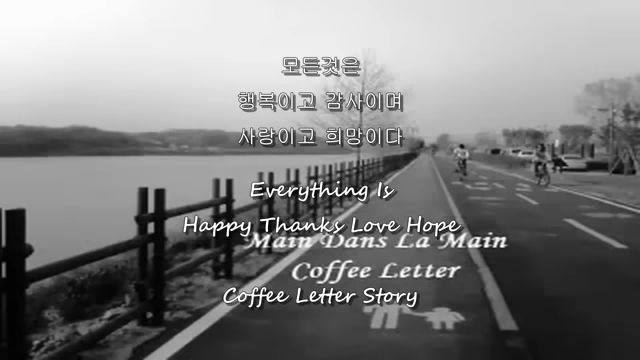 모든것은
행복이고 감사이며
사랑이고 희망이다
Everything Is
Happy Thanks Love Hope
Main Dans La Main
Coffee Letter
Coffee Letter Story